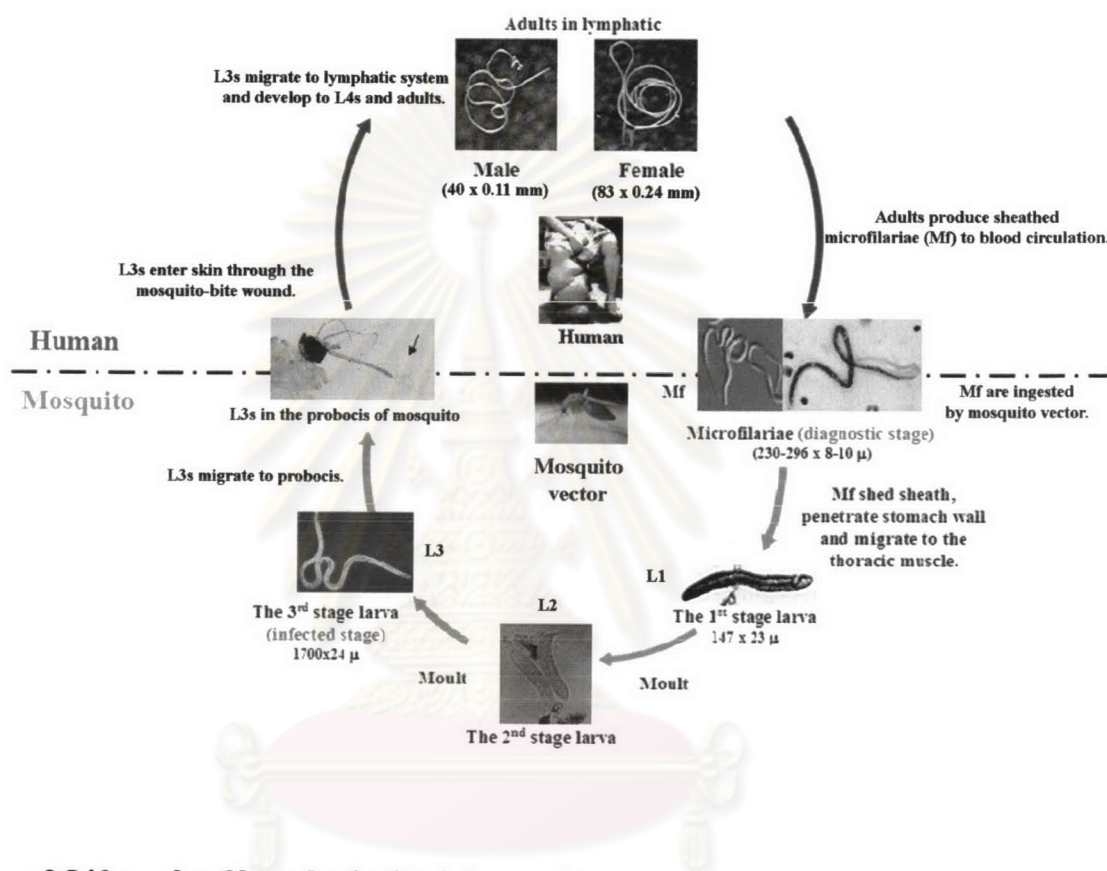 Adults in lymphatic
L3s migrate to lymphatic system
and develop to L4s and adults.
Male
(40 x 0.11 mm)
Female
(83 x 0.24 mm)
Adults produce sheathed
microfilariae (Mf) to blood circulation.
L3s enter skin through the
mosquito-bite wound.
Human
Human
Mosquito
L3s in the probocis of mosquito
Mf
Mf are ingested
by mosquito vector.
Microfilariae (diagnostic stage)
(230-296 x 8-10 μ)
Mosquito
vector
L3s migrate to probocis.
Mf shed sheath,
penetrate stomach wall
and migrate to the
thoracic muscle.
L3
L1
The 1st stage larva
147 x 23 μ
The 3rd stage larva
(infected stage)
1700x24 μ
L2
Moult
Moult
The 2nd stage larva